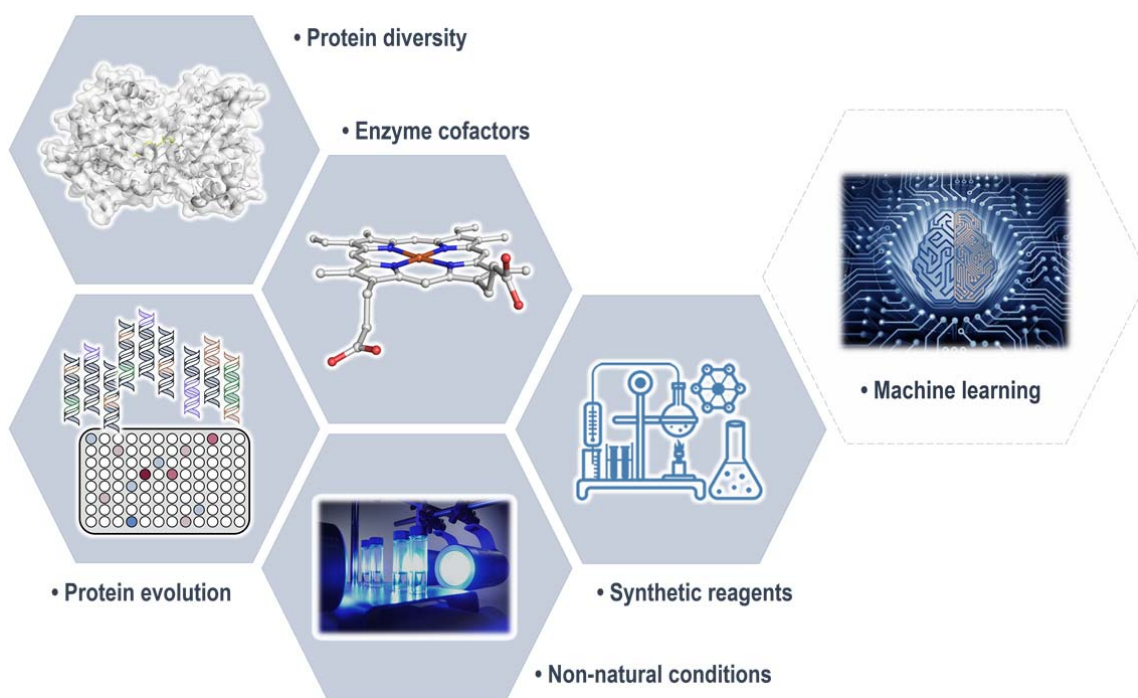 • Protein diversity
• Enzyme cofactors
• Machine learning
• Protein evolution
• Synthetic reagents
• Non-natural conditions